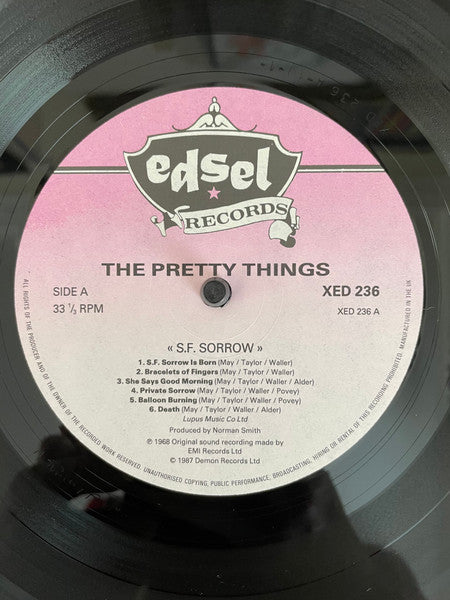 edsel
RECORDS
THE PRETTY THINGS
SIDE A
33 ⅓ RPM
XED 236
XED 236 A
« S.F. SORROW »
1. S.F. Sorrow Is Born (May / Taylor / Waller)
2. Bracelets of Fingers (May / Taylor / Waller)
3. She Says Good Morning (May / Taylor / Waller / Alder)
4. Private Sorrow (May / Taylor / Waller / Povey)
5. Balloon Burning (May / Taylor / Waller / Povey)
6. Death (May / Taylor / Waller / Alder)
Lupus Music Co Ltd
Produced by Norman Smith
℗ 1968 Original sound recording made by
EMI Records Ltd
© 1987 Demon Records Ltd
ALL RIGHTS OF THE PRODUCER AND OF THE OWNER OF THE RECORDED WORK RESERVED. UNAUTHORISED COPYING, PUBLIC PERFORMANCE, BROADCASTING, HIRING OR RENTAL OF THIS RECORDING PROHIBITED. MANUFACTURED IN THE UK